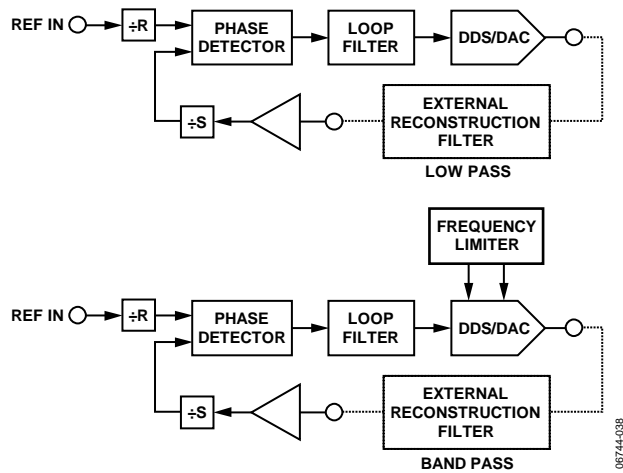 REF IN
÷R
PHASE
DETECTOR
LOOP
FILTER
DDS/DAC
÷S
EXTERNAL
RECONSTRUCTION
FILTER
LOW PASS
FREQUENCY
LIMITER
REF IN
÷R
PHASE
DETECTOR
LOOP
FILTER
DDS/DAC
÷S
EXTERNAL
RECONSTRUCTION
FILTER
BAND PASS
06744-038